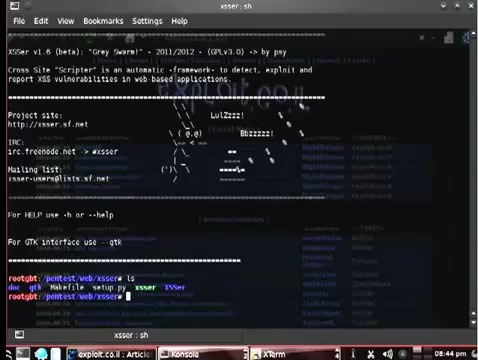 xsser : sh
File Edit View Bookmarks Settings Help
XSSer v1.6 (beta): "Grey Swarm!" - 2011/2012 - (GPLv3.0) -> by psy
Cross Site "Scripter" is an automatic -framework- to detect, exploit and
report XSS vulnerabilities in web-based applications.
Project site:
http://xsser.sf.net
LulZzzz!
Bbzzzzz!
IRC:
irc.freenode.net -> #xsser
Mailing list:
xsser-users@lists.sf.net
For HELP use -h or --help
For GTK interface use --gtk
root@bt:/pentest/web/xsser# ls
doc gtk Makefile setup.py xsser XSSer
root@bt:/pentest/web/xsser#
xsser : sh
exploit.co.il : Article
Konsole
XTerm
08:44 pm